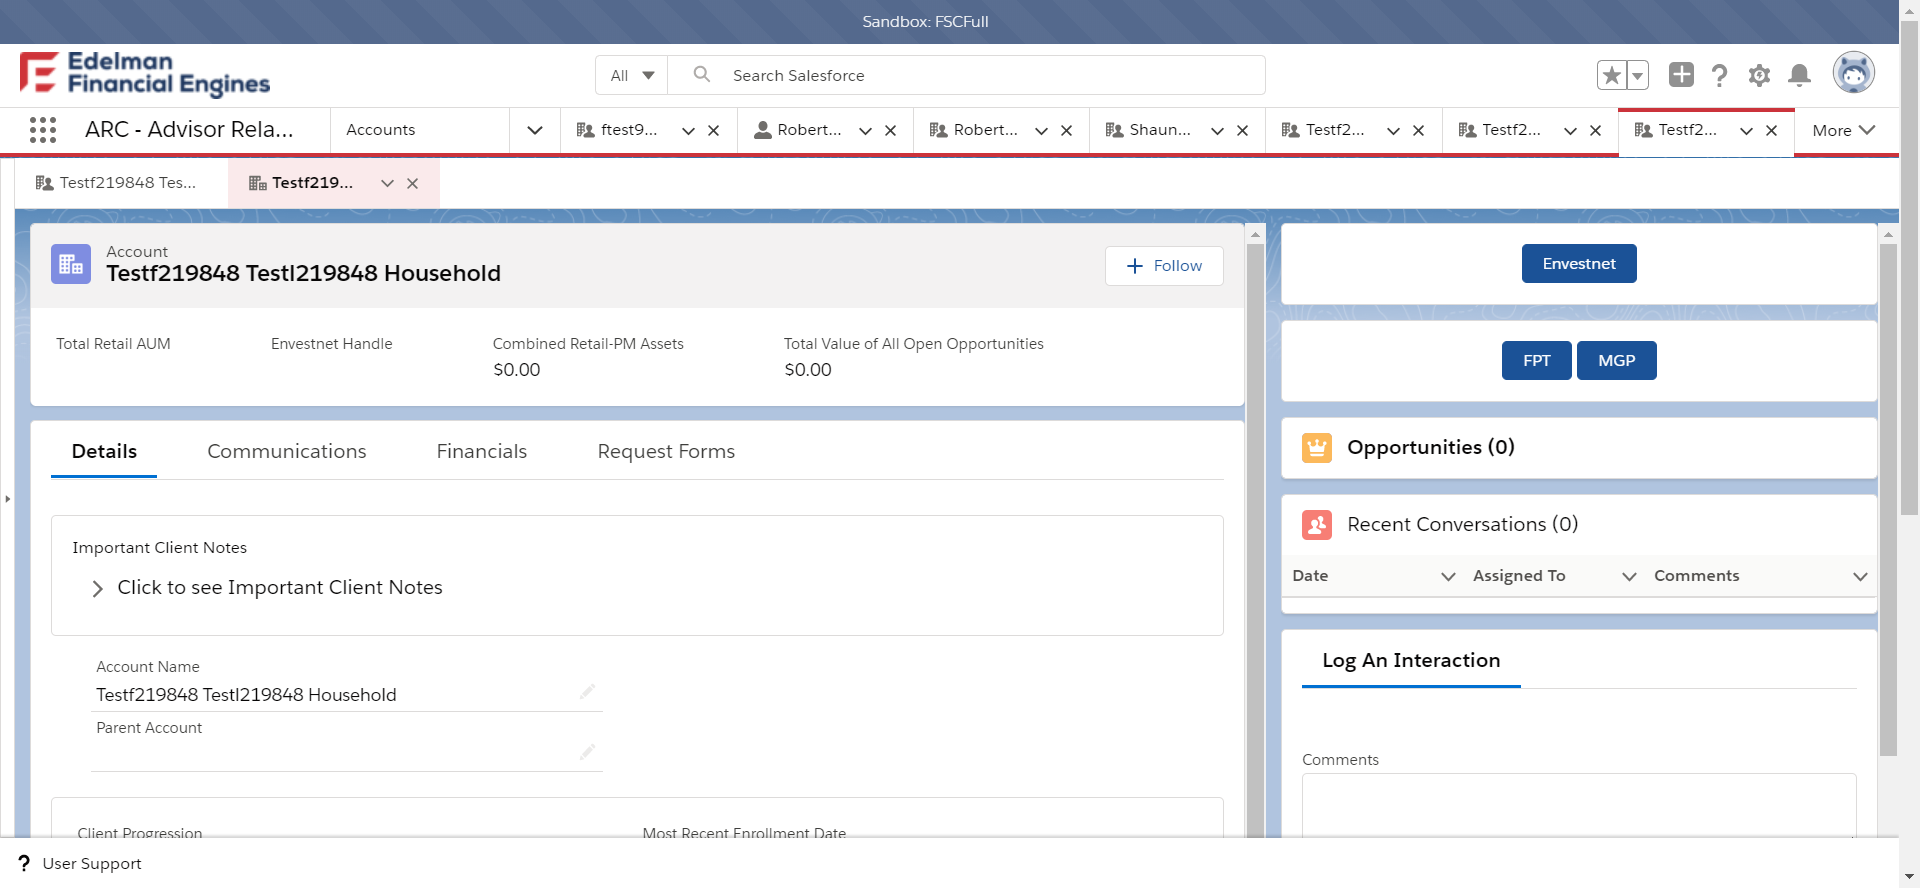 Sandbox: FSCFull
Edelman
Financial Engines
All
Search Salesforce
ARC - Advisor Rela...
Accounts
ftest9...
Robert...
Robert...
Shaun...
Testf2...
Testf2...
Testf2...
More
Testf219848 Tes...
Testf219...
Account
Testf219848 Testl219848 Household
Follow
Total Retail AUM
Envestnet Handle
Combined Retail-PM Assets
$0.00
Total Value of All Open Opportunities
$0.00
Details
Communications
Financials
Request Forms
Important Client Notes
Click to see Important Client Notes
Account Name
Testf219848 Testl219848 Household
Parent Account
Client Progression
Most Recent Enrollment Date
Envestnet
FPT
MGP
Opportunities (0)
Recent Conversations (0)
Date
Assigned To
Comments
Log An Interaction
Comments
? User Support